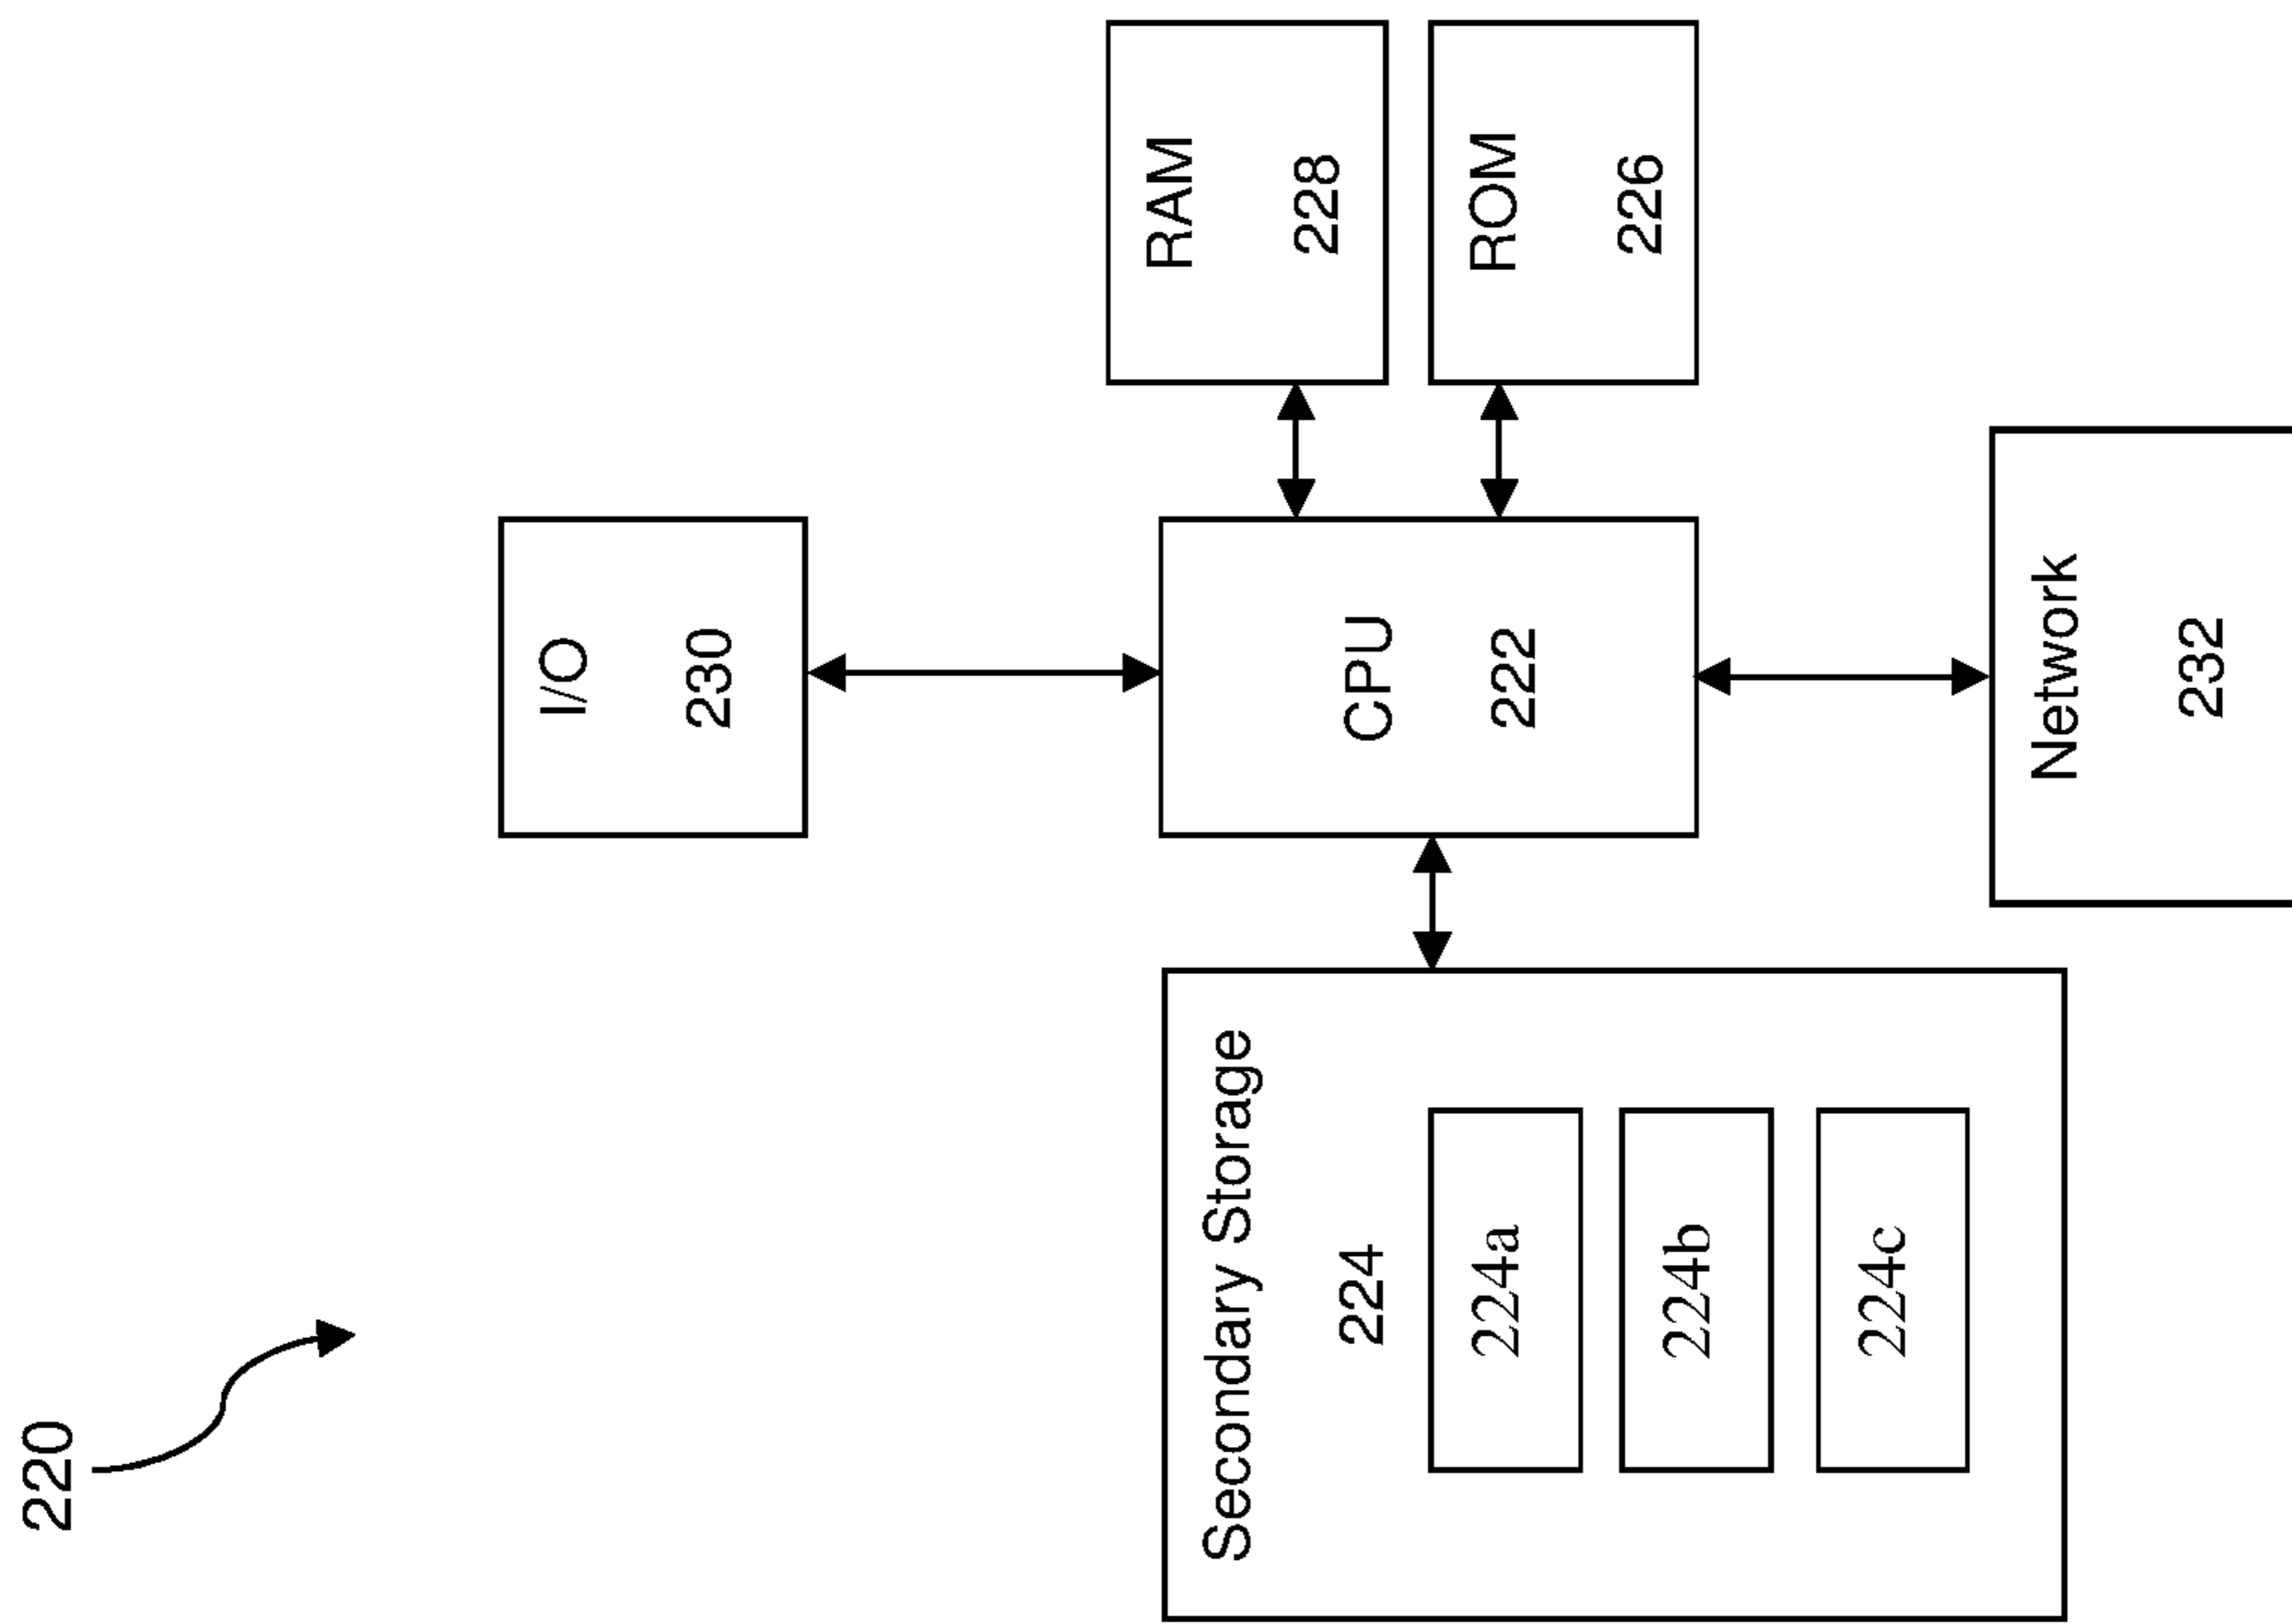 220
I/O
230
Secondary Storage
224
224a
224b
224c
CPU
222
RAM
228
ROM
226
Network
232